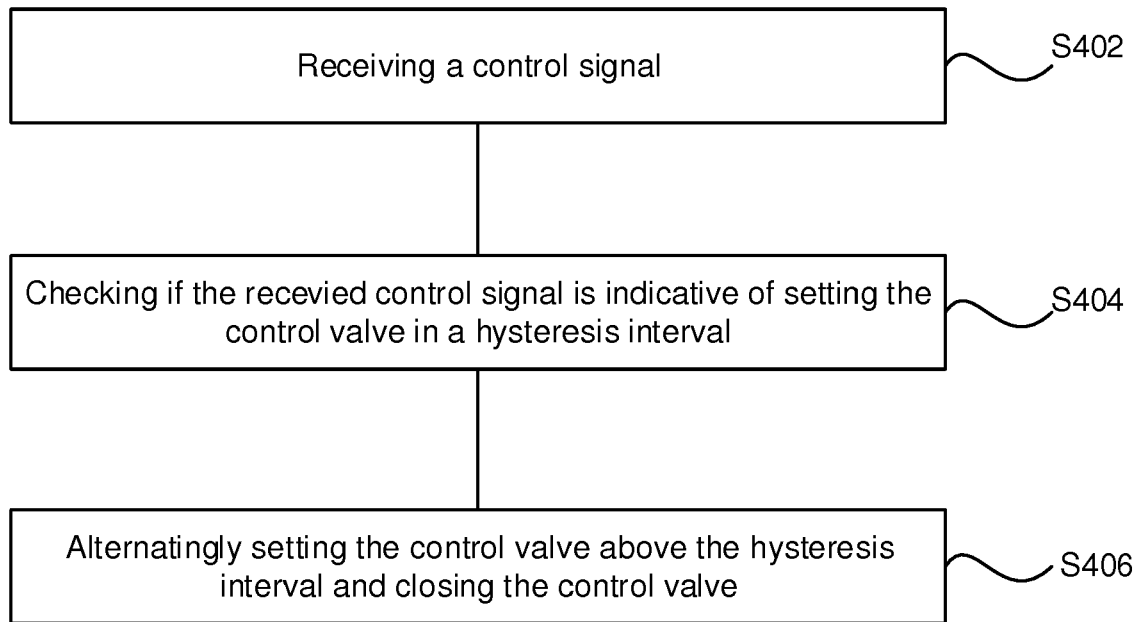 Receiving a control signal
S402
Checking if the recevied control signal is indicative of setting the
control valve in a hysteresis interval
S404
Alternatingly setting the control valve above the hysteresis
interval and closing the control valve
S406